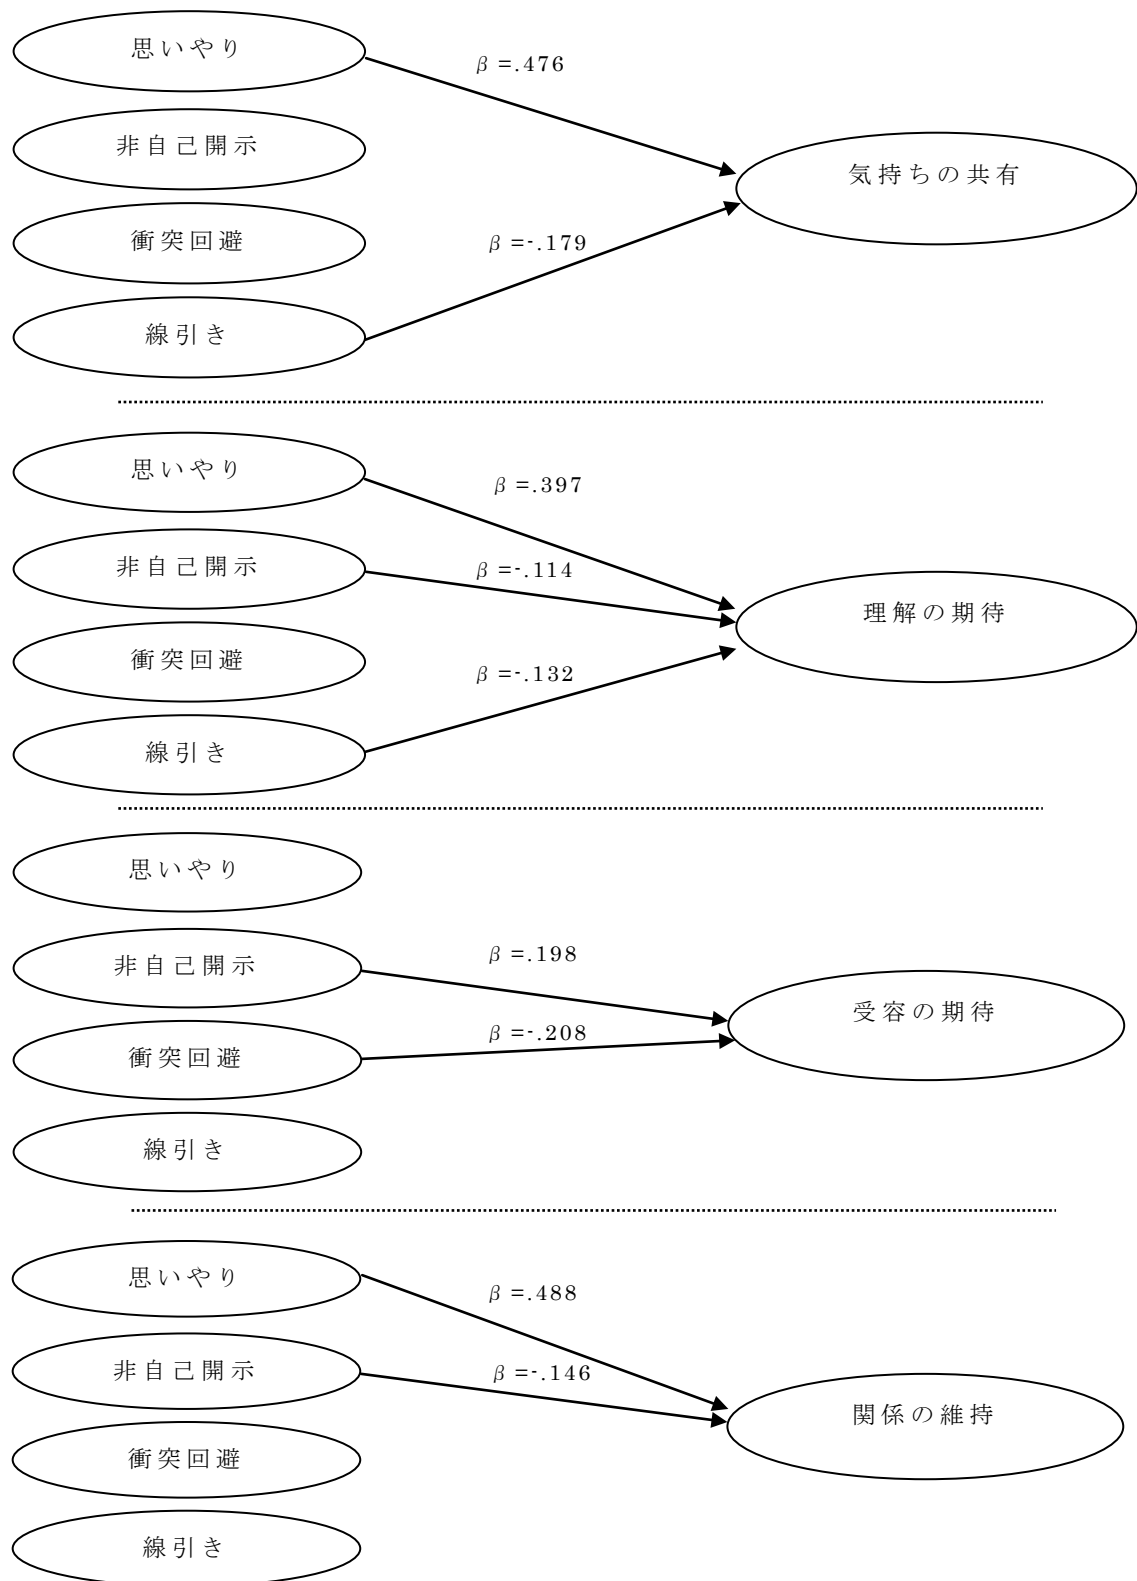 思いやり
β=.476
非自己開示
気持ちの共有
衝突回避
β=-.179
線引き
思いやり
β=.397
非自己開示
β=-.114
理解の期待
衝突回避
β=-.132
線引き
思いやり
非自己開示
β=.198
受容の期待
衝突回避
β=-.208
線引き
思いやり
β=.488
非自己開示
β=-.146
関係の維持
衝突回避
線引き